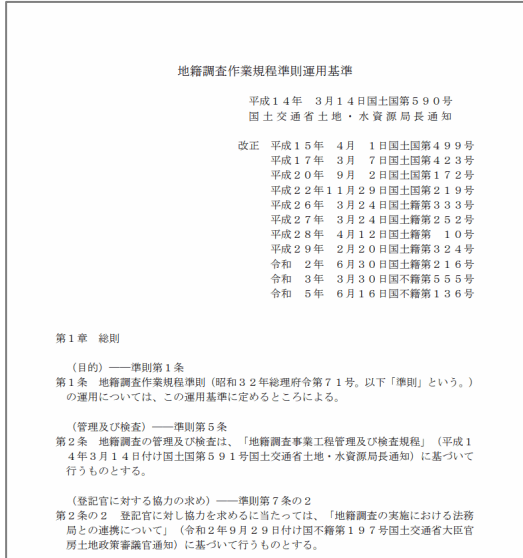 地籍調査作業規程準則運用基準
平成14年 3月14日国土国第590号
国土交通省土地・水資源局長通知
改正 平成15年 4月 1日国土国第499号
平成17年 3月 7日国土国第423号
平成20年 9月 2日国土国第172号
平成22年11月29日国土国第219号
平成26年 3月24日国土籍第333号
平成27年 3月24日国土籍第252号
平成28年 4月12日国土籍第 10号
平成29年 2月20日国土籍第324号
令和 2年 6月30日国土籍第216号
令和 3年 3月30日国不籍第555号
令和 5年 6月16日国不籍第136号
第1章 総則
(目的)――準則第1条
第1条 地籍調査作業規程準則(昭和32年総理府令第71号。以下「準則」という。)
の運用については、この運用基準に定めるところによる。
(管理及び検査)――準則第5条
第2条 地籍調査の管理及び検査は、「地籍調査事業工程管理及び検査規程」(平成1
4年3月14日付け国土国第591号国土交通省土地・水資源局長通知)に基づいて
行うものとする。
(登記官に対する協力の求め)――準則第7条の2
第2条の2 登記官に対し協力を求めるに当たっては、「地籍調査の実施における法務
局との連携について」(令和2年9月29日付け国不籍第197号国土交通省大臣官
房土地政策審議官通知)に基づいて行うものとする。